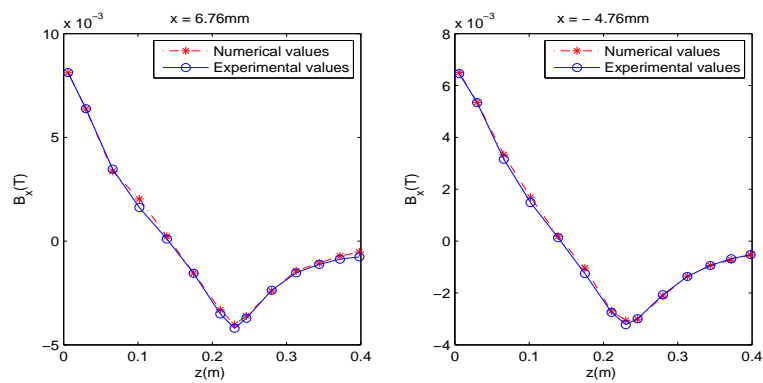 x = 6.76mm
x 10⁻³
Numerical values
Experimental values
10
5
0
−5
Bₓ(T)
0
0.1
0.2
0.3
0.4
z(m)
x = − 4.76mm
x 10⁻³
Numerical values
Experimental values
8
6
4
2
0
−2
−4
Bₓ(T)
0
0.1
0.2
0.3
0.4
z(m)